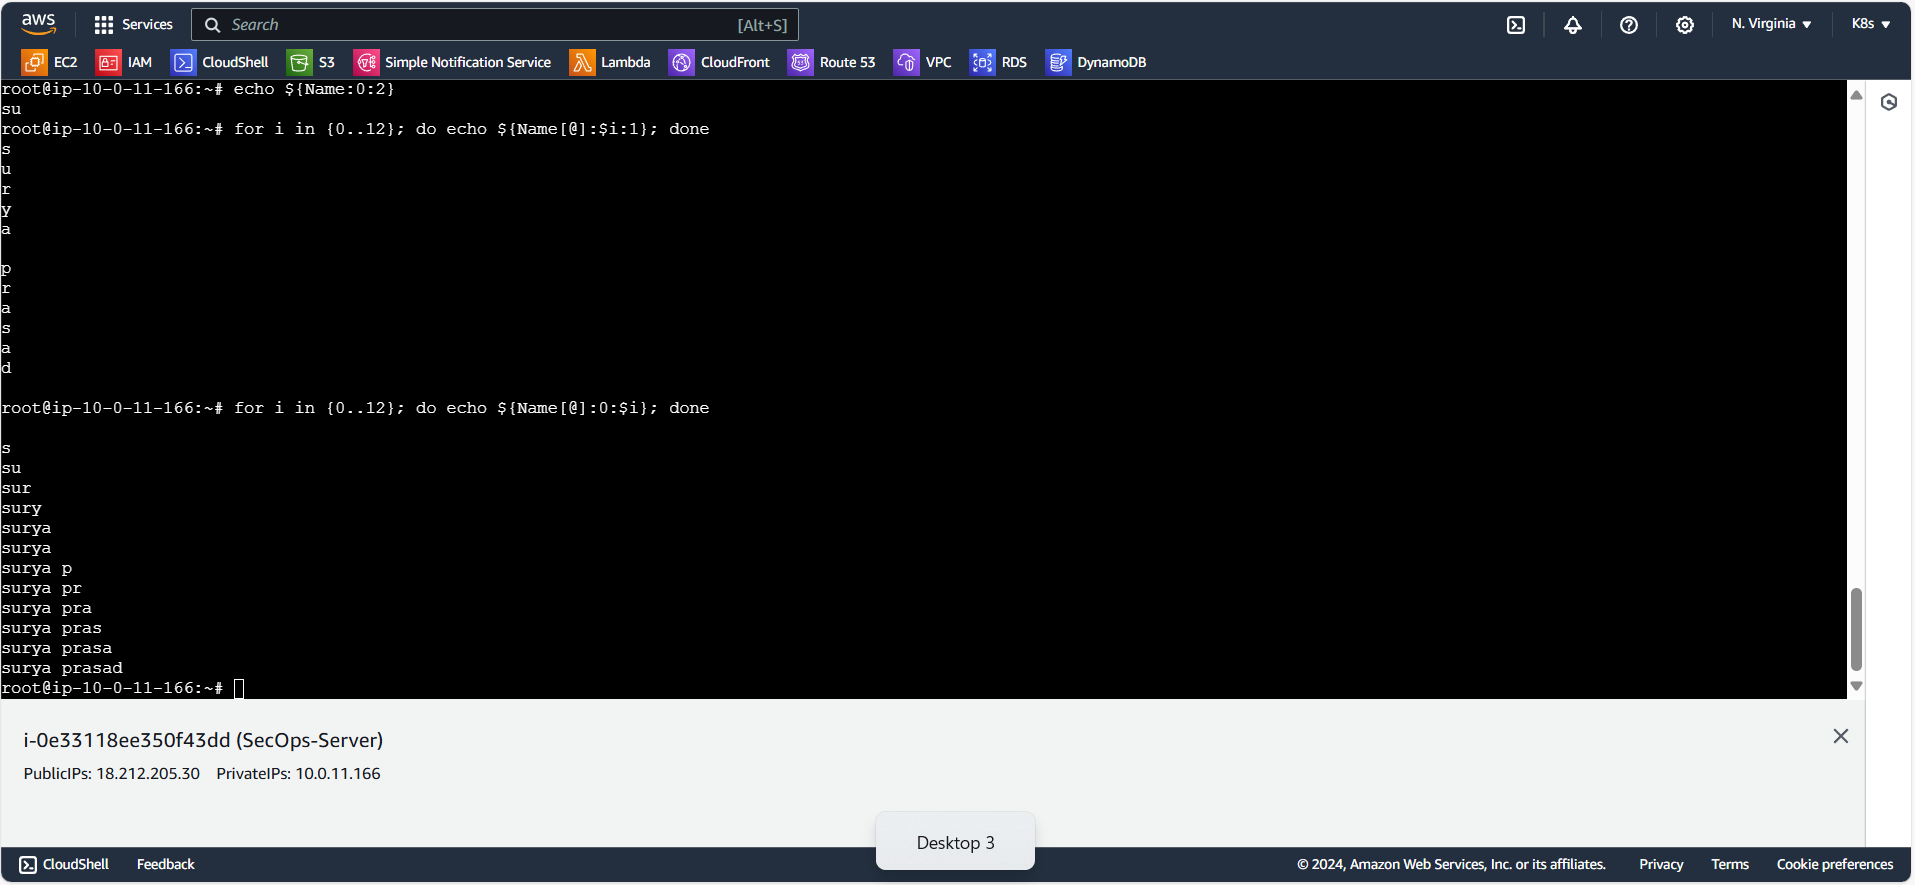 aws Services Search [Alt+S] N. Virginia K8s
EC2 IAM CloudShell S3 Simple Notification Service Lambda CloudFront Route 53 VPC RDS DynamoDB
root@ip-10-0-11-166:~# echo ${Name:0:2}
su
root@ip-10-0-11-166:~# for i in {0..12}; do echo ${Name[@]:$i:1}; done
s
u
r
y
a
p
r
a
s
a
d
root@ip-10-0-11-166:~# for i in {0..12}; do echo ${Name[@]:0:$i}; done
s
su
sur
sury
surya
surya
surya p
surya pr
surya pra
surya pras
surya prasa
surya prasad
root@ip-10-0-11-166:~#
i-0e33118ee350f43dd (SecOps-Server)
PublicIPs: 18.212.205.30 PrivateIPs: 10.0.11.166
Desktop 3
CloudShell Feedback © 2024, Amazon Web Services, Inc. or its affiliates. Privacy Terms Cookie preferences